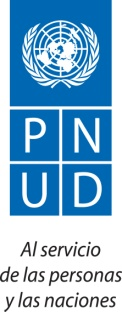 P N
U D
Al servicio
de las personas
y las naciones